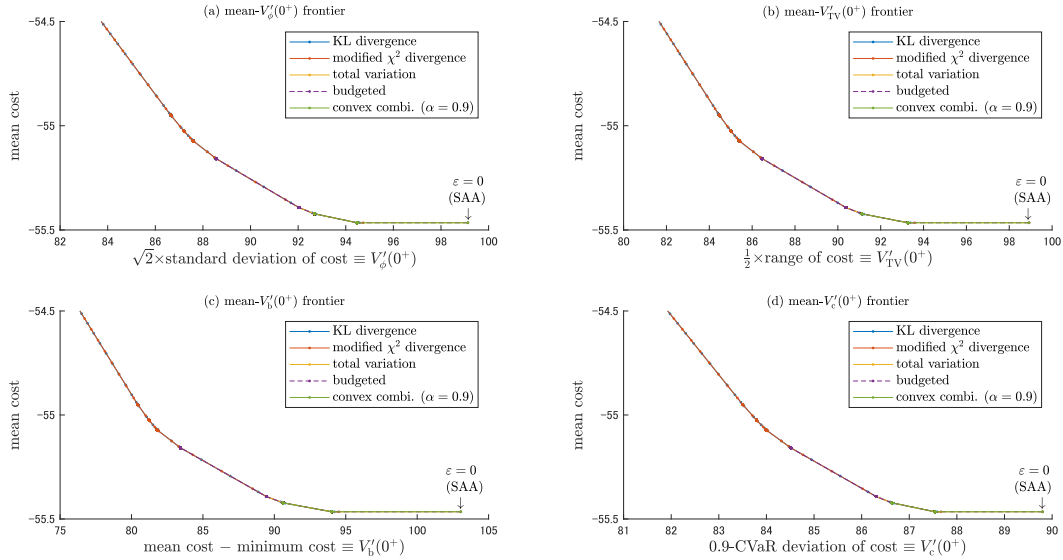 (a) mean-V′ϕ(0⁺) frontier
−54.5
−55
−55.5
mean cost
KL divergence
modified χ² divergence
total variation
budgeted
convex combi. (α = 0.9)
ε = 0
(SAA)
82 84 86 88 90 92 94 96 98 100
√2×standard deviation of cost ≡ V′ϕ(0⁺)
(b) mean-V′TV(0⁺) frontier
−54.5
−55
−55.5
mean cost
KL divergence
modified χ² divergence
total variation
budgeted
convex combi. (α = 0.9)
ε = 0
(SAA)
80 82 84 86 88 90 92 94 96 98 100
½×range of cost ≡ V′TV(0⁺)
(c) mean-V′b(0⁺) frontier
−54.5
−55
−55.5
mean cost
KL divergence
modified χ² divergence
total variation
budgeted
convex combi. (α = 0.9)
ε = 0
(SAA)
75 80 85 90 95 100 105
mean cost − minimum cost ≡ V′b(0⁺)
(d) mean-V′c(0⁺) frontier
−54.5
−55
−55.5
mean cost
KL divergence
modified χ² divergence
total variation
budgeted
convex combi. (α = 0.9)
ε = 0
(SAA)
81 82 83 84 85 86 87 88 89 90
0.9-CVaR deviation of cost ≡ V′c(0⁺)